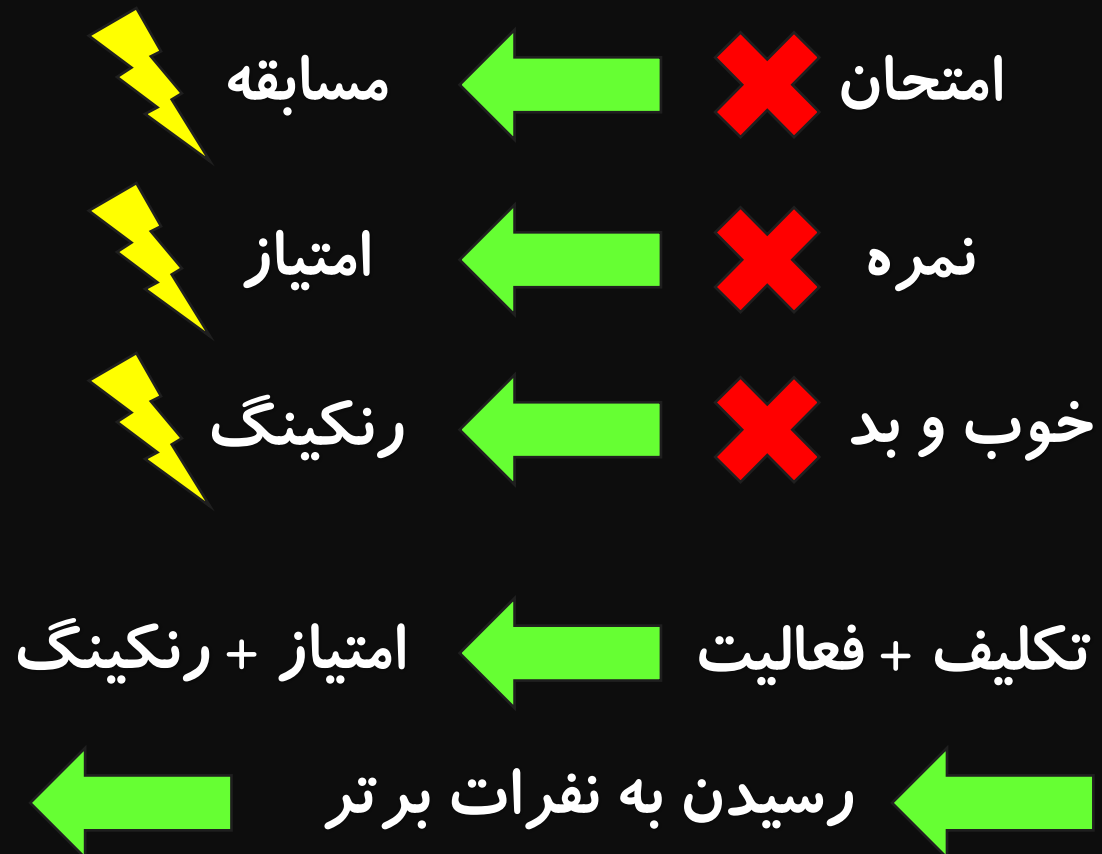 امتحان مسابقه
نمره امتیاز
خوب و بد رنکینگ
تکلیف + فعالیت امتیاز + رنکینگ
رسیدن به نفرات برتر